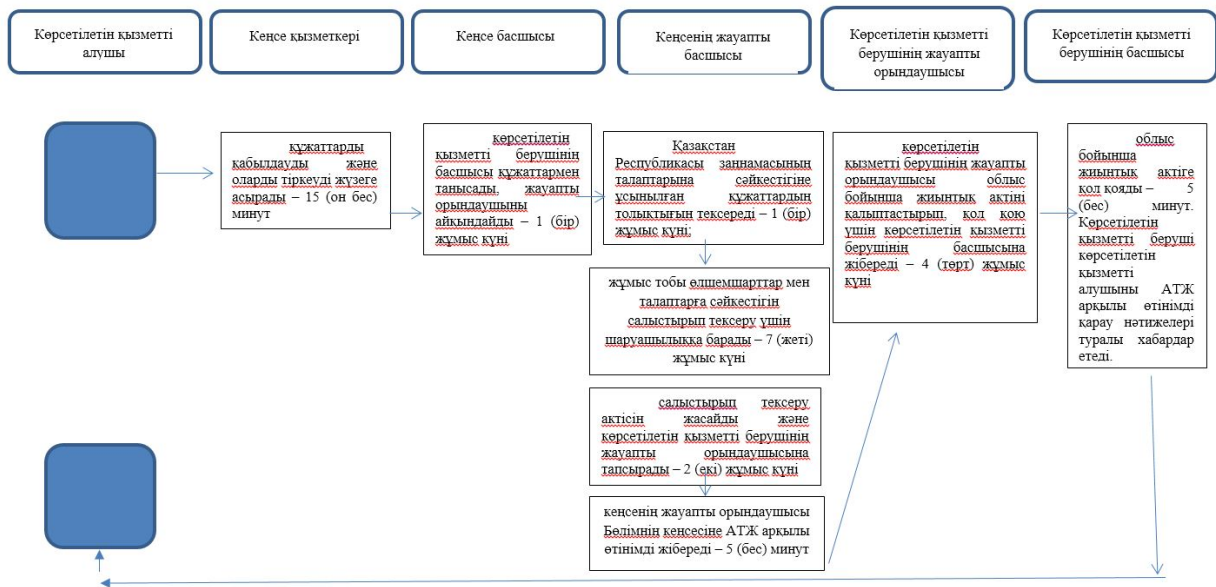 Көрсетілетін қызметті
алушы
Кеңсе қызметкері
Кеңсе басшысы
Кеңсенің жауапты
басшысы
Көрсетілетін қызметті
берушінің жауапты
орындаушысы
Көрсетілетін қызметті
берушінің басшысы
құжаттарды
қабылдауды және
оларды тіркеуді жүзеге
асырады – 15 (он бес)
минут
көрсетілетін
қызметті берушінің
басшысы құжаттармен
танысады, жауапты
орындаушыны
айқындайды – 1 (бір)
жұмыс күні
Қазақстан
Республикасы заннамасының
талаптарына сәйкестігіне
ұсынылған құжаттардың
толықтығын тексереді – 1 (бір)
жұмыс күні;
жұмыс тобы өлшемшарттар мен
талаптарға сәйкестігін
салыстырып тексеру үшін
шаруашылыққа барады – 7 (жеті)
жұмыс күні
салыстырып тексеру
актісін жасайды және
көрсетілетін қызметті берушінің
жауапты орындаушысына
тапсырады – 2 (екі) жұмыс күні
кеңсенің жауапты орындаушысы
Бөлімнің кеңсесіне АТЖ арқылы
өтінімді жібереді – 5 (бес) минут
көрсетілетін
қызметті берушінің жауапты
орындаушысы облыс
бойынша жиынтық актіні
қалыптастырып, қол қою
үшін көрсетілетін қызметті
берушінің басшысына
жібереді – 4 (төрт) жұмыс
күні
облыс
бойынша
жиынтық актіге
қол қояды – 5
(бес) минут.
Көрсетілетін
қызметті беруші
көрсетілетін
қызметті
алушыны АТЖ
арқылы өтінімді
қарау нәтижелері
туралы хабардар
етеді.